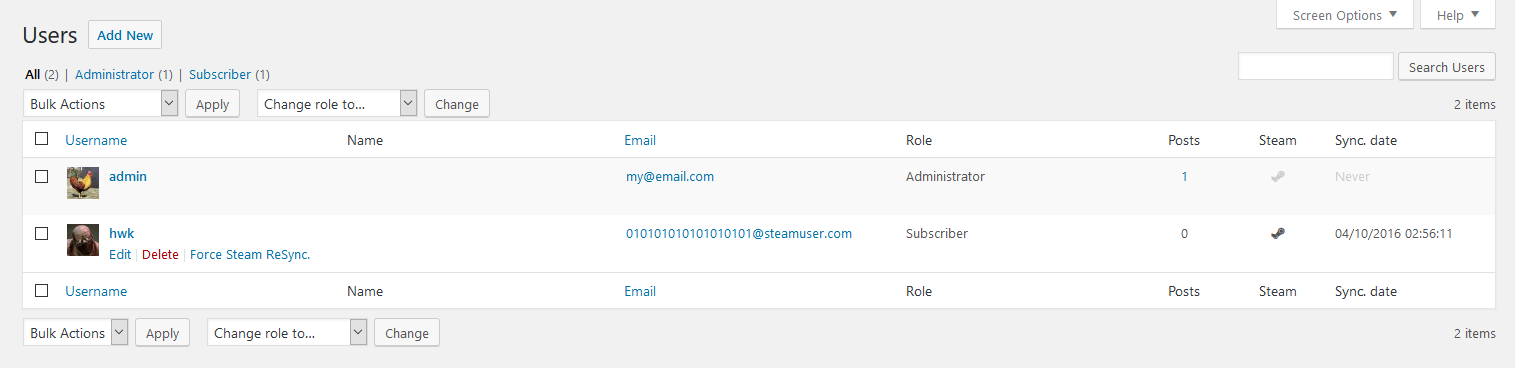 Screen Options Help
Users Add New
All (2) | Administrator (1) | Subscriber (1) Search Users
Bulk Actions Apply Change role to... Change 2 items
Username Name Email Role Posts Steam Sync. date
admin my@email.com Administrator 1 Never
hwk 010101010101010101@steamuser.com Subscriber 0 04/10/2016 02:56:11
Edit | Delete | Force Steam ReSync.
Username Name Email Role Posts Steam Sync. date
Bulk Actions Apply Change role to... Change 2 items